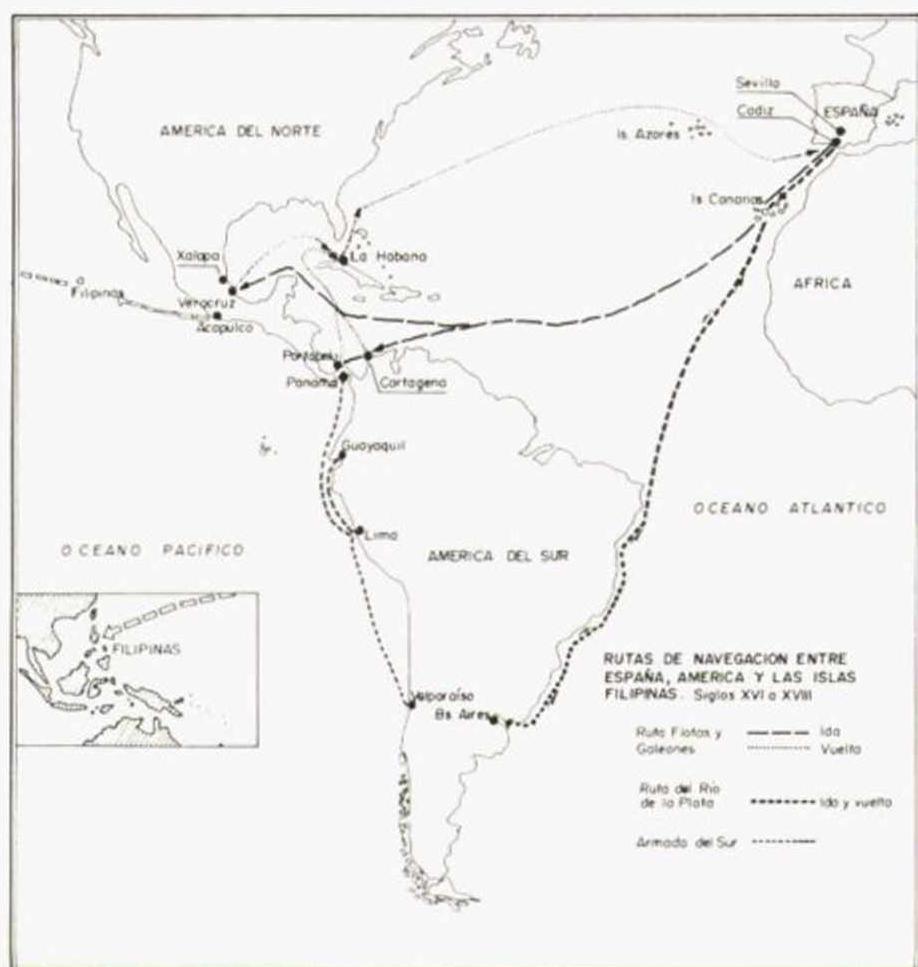 Sevilla
Cadiz
ESPAÑA
AMERICA DEL NORTE
Is Azores
Is Canarias
La Habana
Xalapa
Filipinas
Veracruz
Acapulco
AFRICA
Portobelo
Panama
Cartagena
Guayaquil
OCEANO ATLANTICO
Lima
OCEANO PACIFICO
AMERICA DEL SUR
FILIPINAS
RUTAS DE NAVEGACION ENTRE
ESPAÑA, AMERICA Y LAS ISLAS
FILIPINAS. Siglos XVI a XVIII
Valparaíso
Bs Aires
Ruta Flotas y
Galeones
Ida
Vuelta
Ruta del Río
de la Plata
Ida y vuelta
Armada del Sur